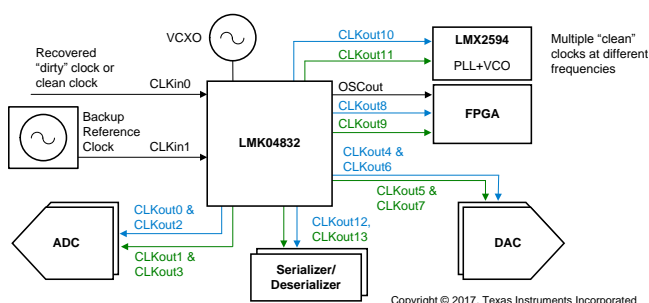 VCXO
CLKout10
CLKout11
LMX2594
PLL+VCO
Multiple “clean”
clocks at different
frequencies
Recovered
“dirty” clock or
clean clock
CLKin0
OSCout
CLKout8
CLKout9
FPGA
LMK04832
Backup
Reference
Clock
CLKin1
CLKout4 &
CLKout6
CLKout5 &
CLKout7
CLKout0 &
CLKout2
CLKout12,
CLKout13
ADC
DAC
CLKout1 &
CLKout3
Serializer/
Deserializer
Copyright © 2017, Texas Instruments Incorporated